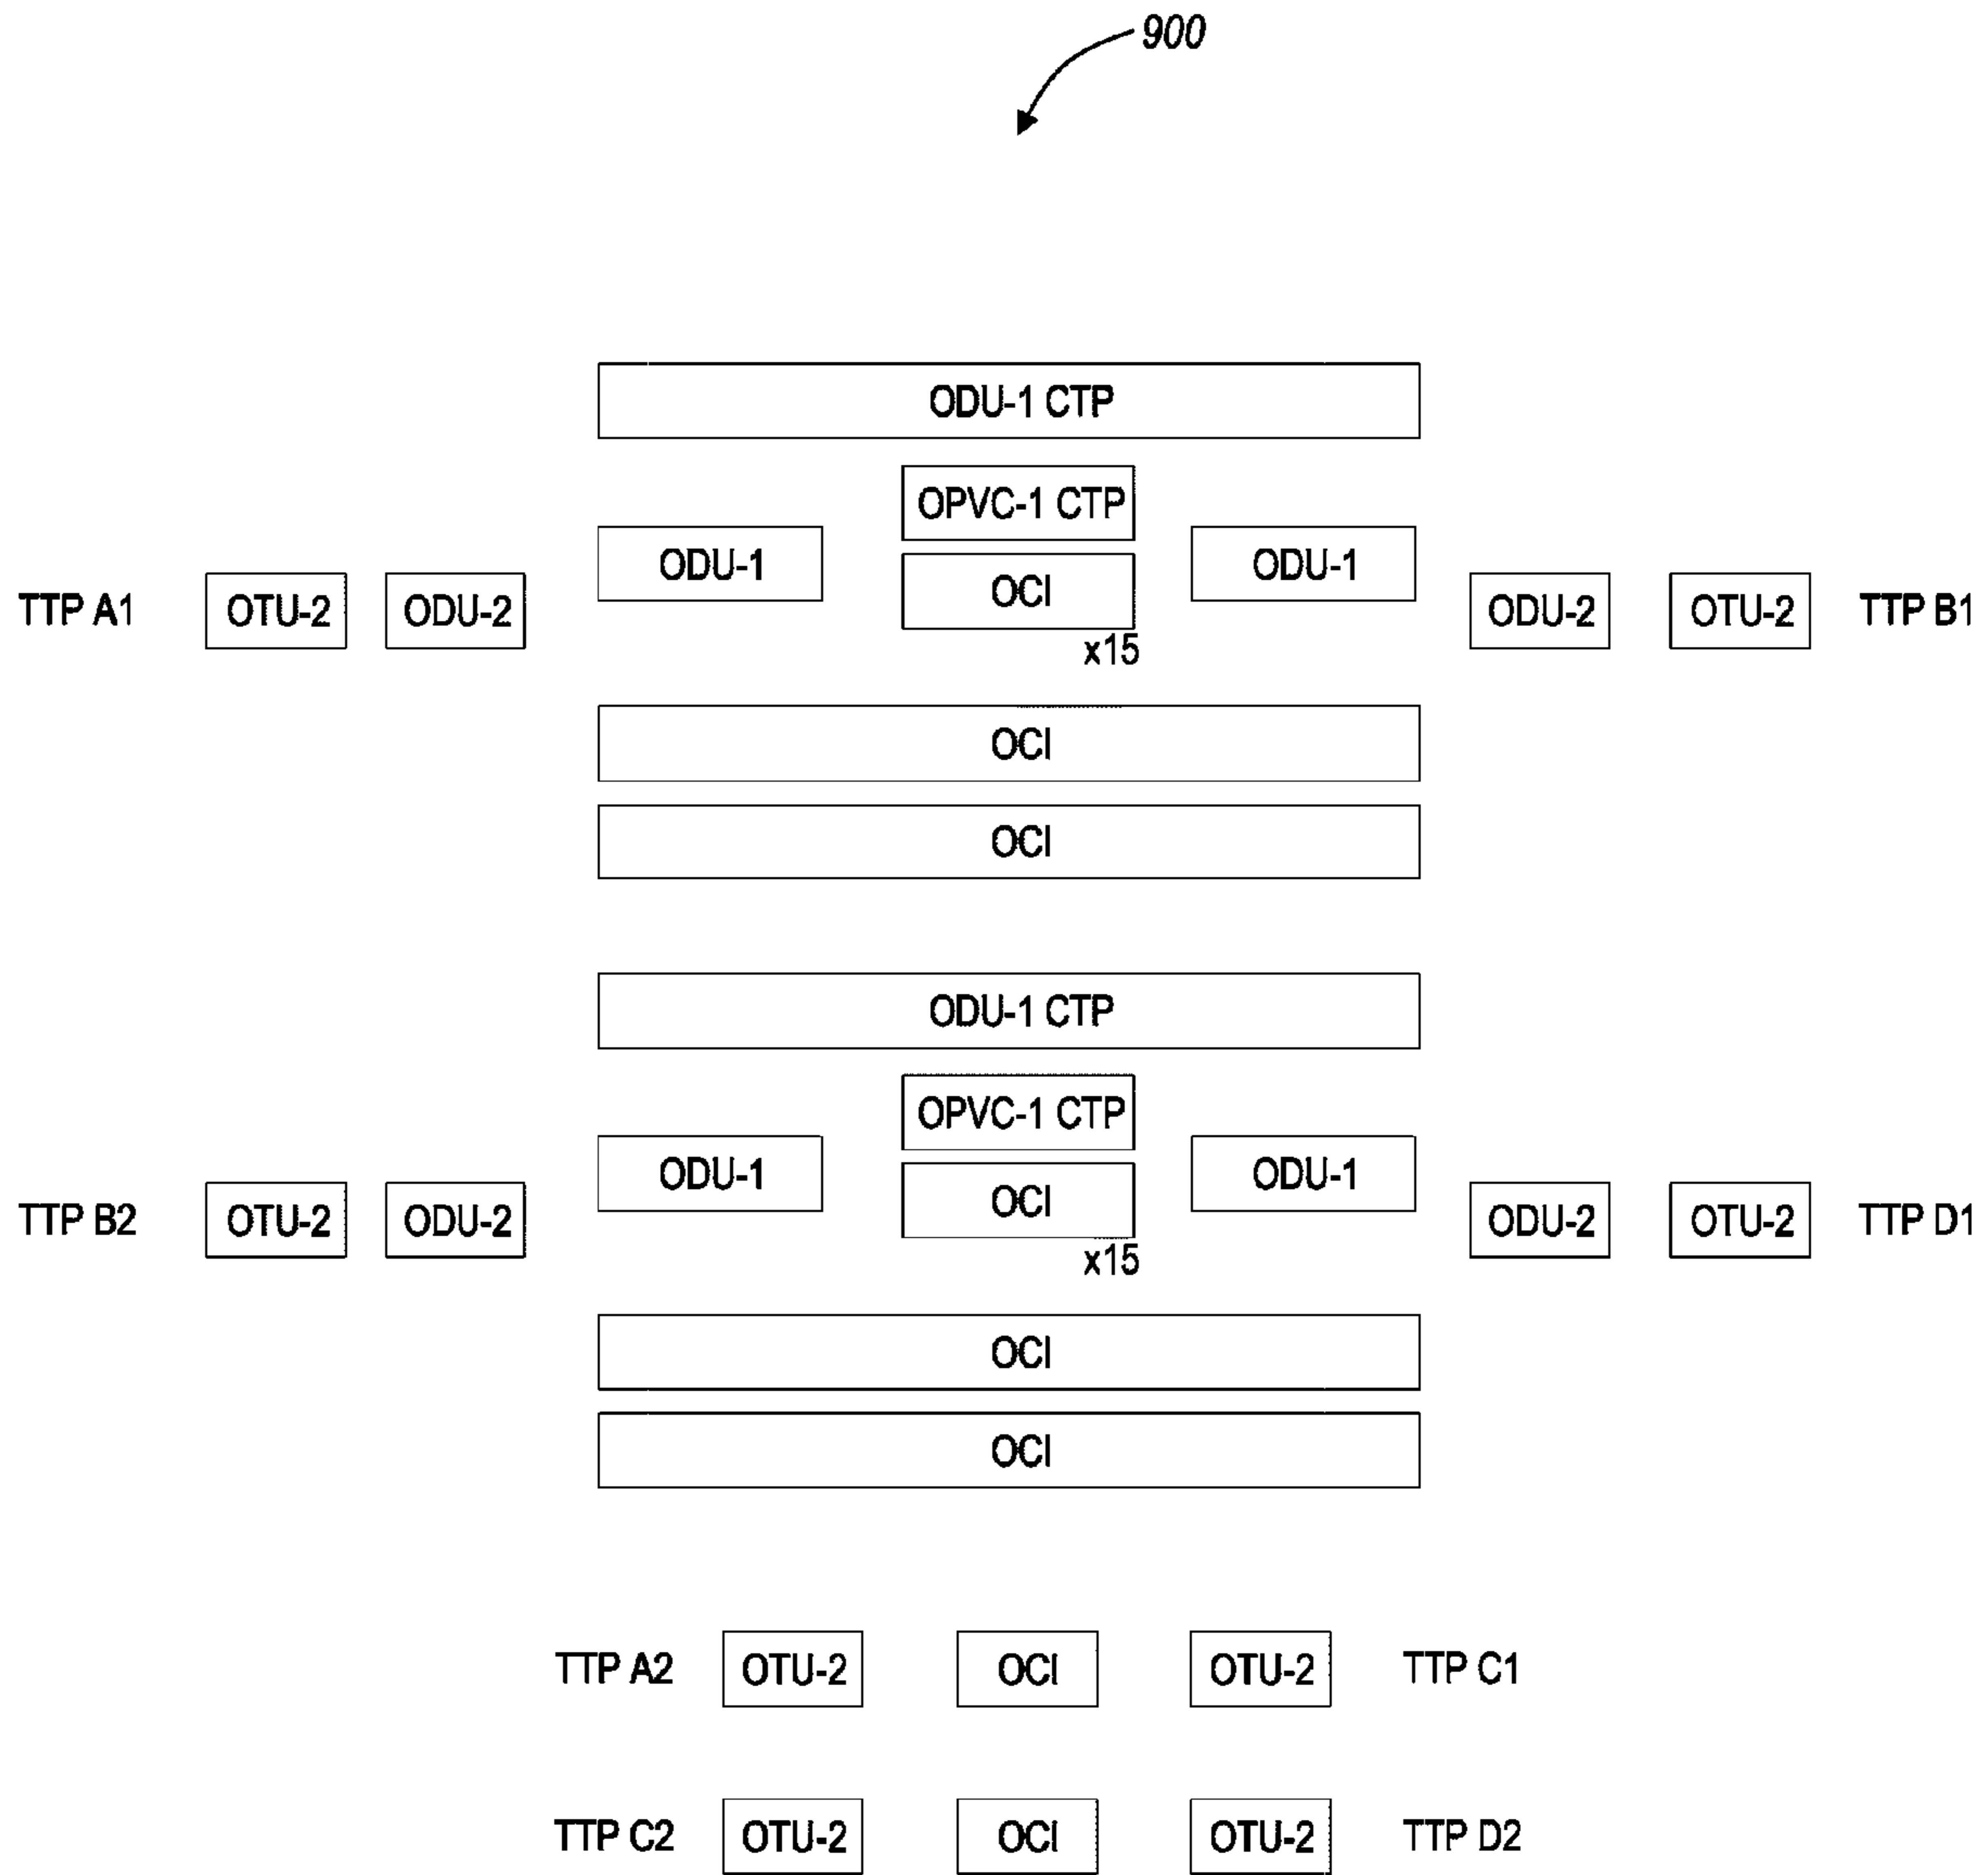 900
ODU-1 CTP
OPVC-1 CTP
ODU-1
ODU-1
OCI
TTP A1
OTU-2
ODU-2
ODU-2
OTU-2
TTP B1
x15
OCI
OCI
ODU-1 CTP
OPVC-1 CTP
ODU-1
ODU-1
OCI
TTP B2
OTU-2
ODU-2
ODU-2
OTU-2
TTP D1
x15
OCI
OCI
TTP A2
OTU-2
OCI
OTU-2
TTP C1
TTP C2
OTU-2
OCI
OTU-2
TTP D2